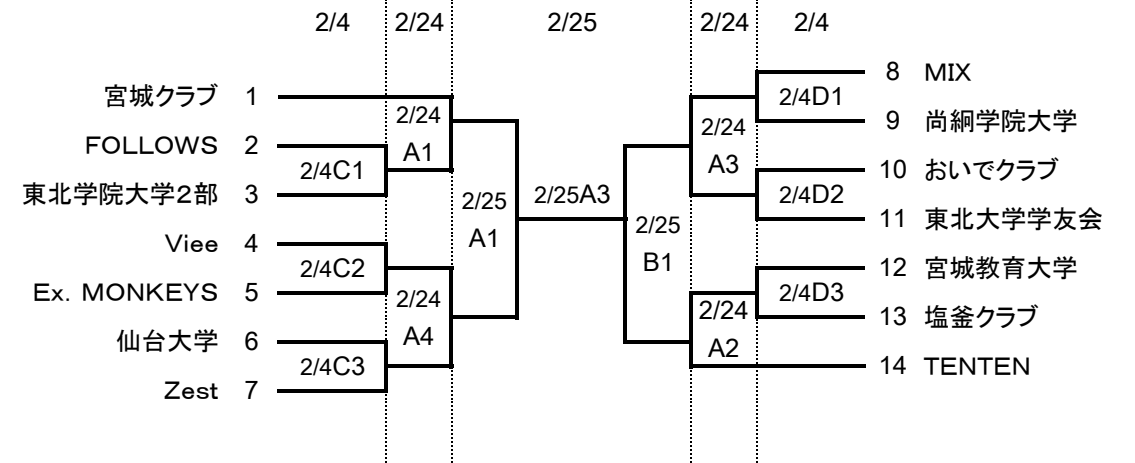 2/4 2/24 2/25 2/24 2/4
宮城クラブ 1
FOLLOWS 2
東北学院大学2部 3
Viee 4
Ex. MONKEYS 5
仙台大学 6
Zest 7
2/4C1
2/4C2
2/4C3
2/24
A1
2/24
A4
2/25
A1
2/25A3
2/25
B1
2/24
A3
2/24
A2
2/4D1
2/4D2
2/4D3
8 MIX
9 尚絅学院大学
10 おいでクラブ
11 東北大学学友会
12 宮城教育大学
13 塩釜クラブ
14 TENTEN